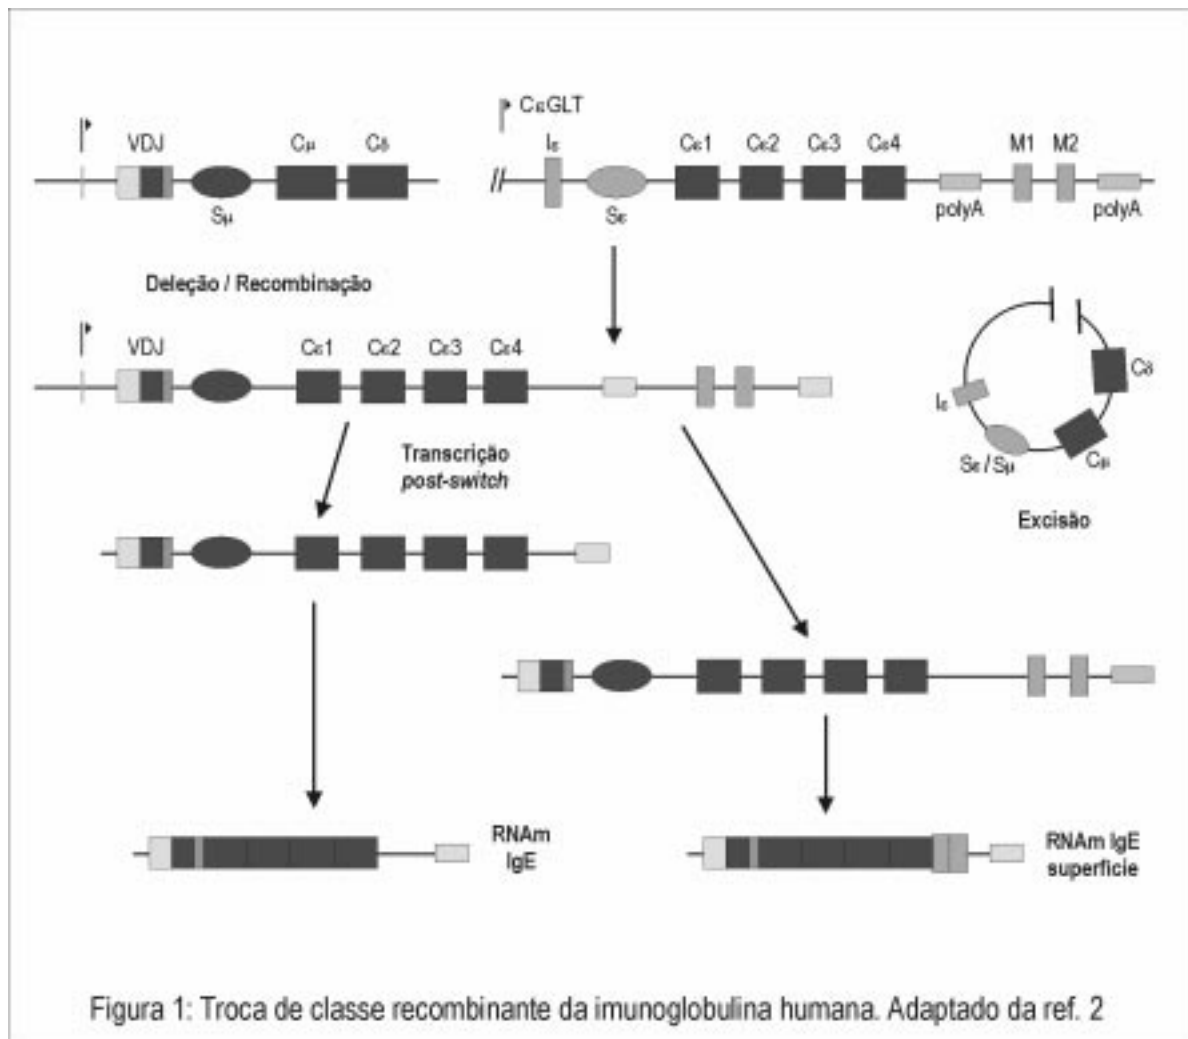 CεGLT
VDJ Cμ Cδ Iε Cε1 Cε2 Cε3 Cε4 M1 M2
Sμ Sε polyA polyA
Deleção / Recombinação
VDJ Cε1 Cε2 Cε3 Cε4
Cδ
Iε
Sε / Sμ Cμ
Transcrição
post-switch
Excisão
RNAm
IgE
RNAm IgE
superfície
Figura 1: Troca de classe recombinante da imunoglobulina humana. Adaptado da ref. 2